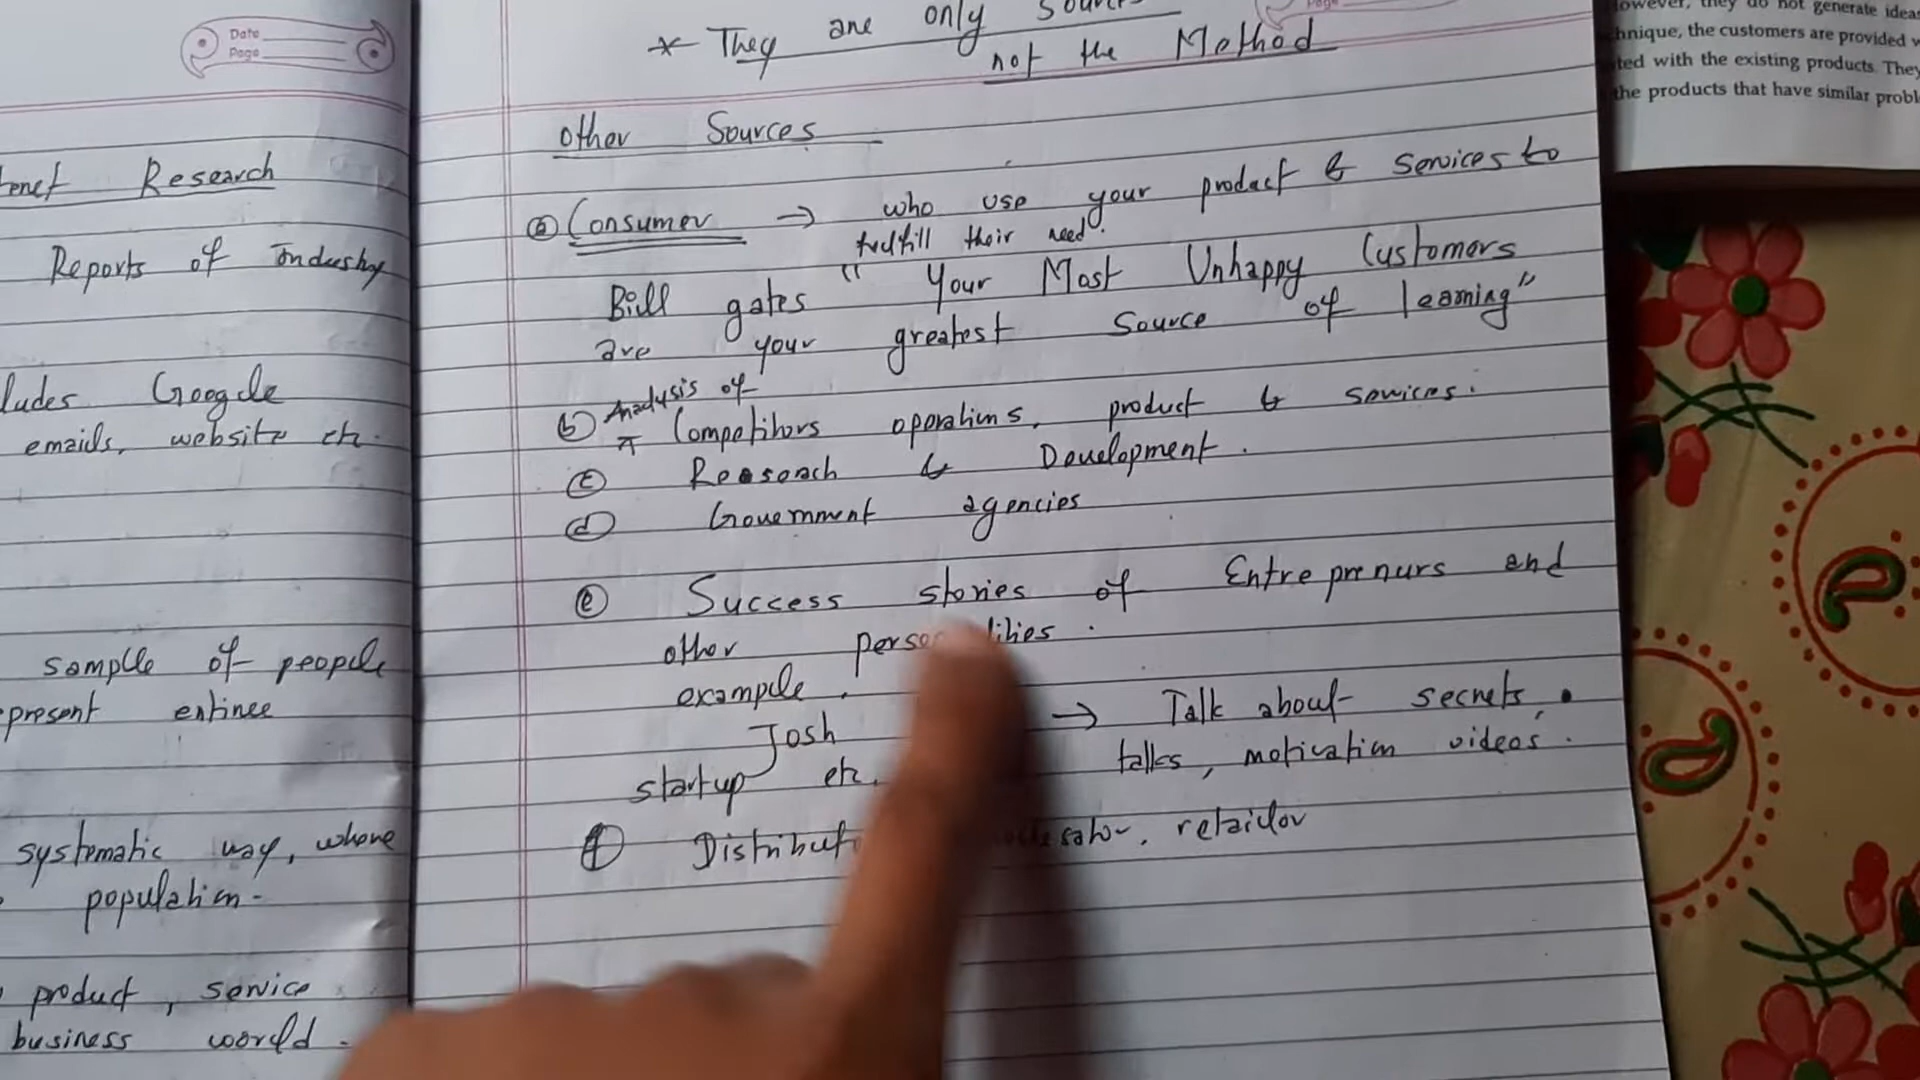 Date
Page
enet Research
Reports of Industry
ludes Google
emails, website etc.
sample of people
present entire
systematic way, where
population.
product, service
business world.
* They are only
not the Method
Other Sources
(a) Consumer → who use your product & services to
fulfill their need.
Bill gates "Your Most Unhappy Customers
are your greatest Source of learning"
(b) Analysis of
Competitors operations, product & services.
(c) Research & Development.
(d) Government agencies
(e) Success stories of Entreprenurs and
other
example.
Josh → Talk about secrets,
startup etc. talks, motivation videos.
(f) retailor
Page
However, they do not generate ideas
hnique, the customers are provided
ted with the existing products. They
the products that have similar probl